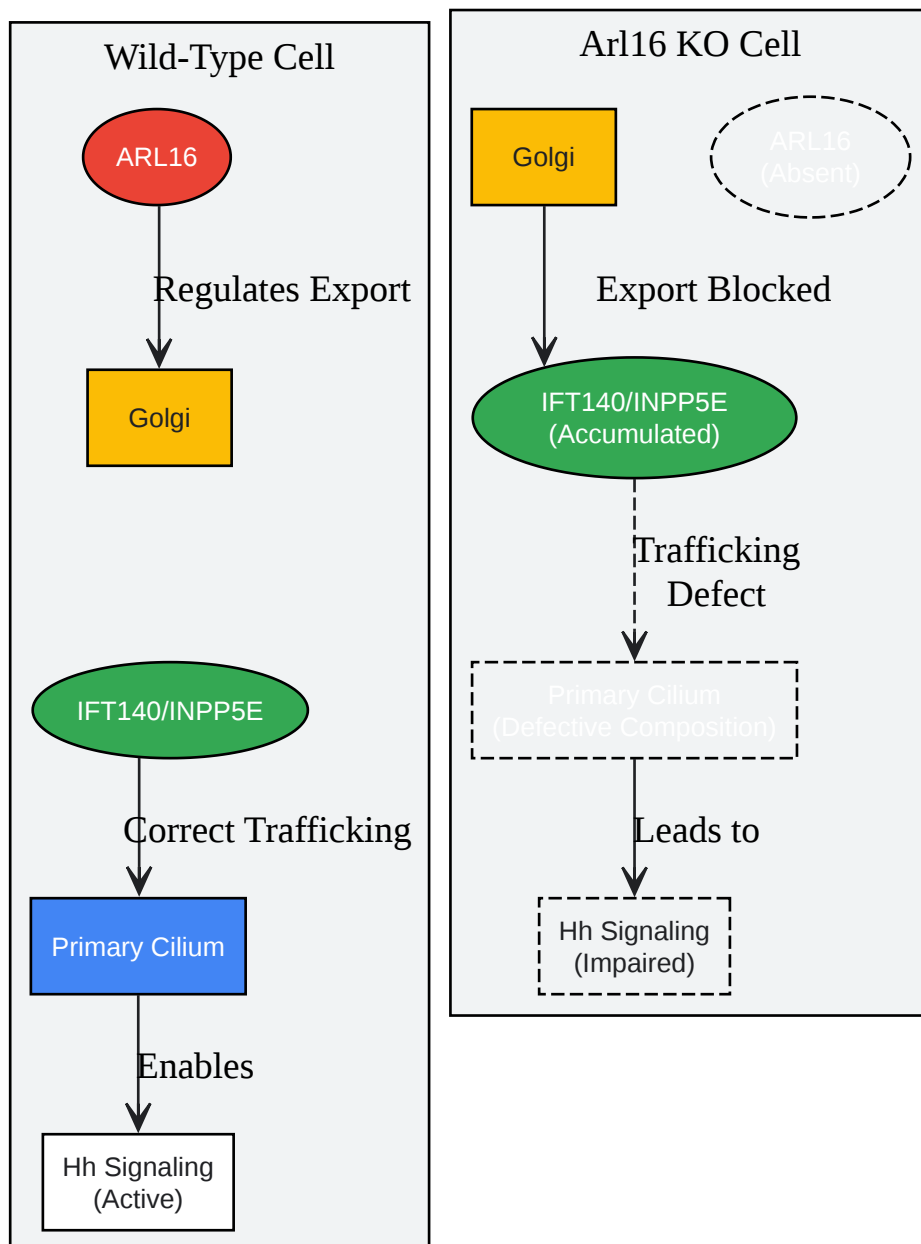 Wild-Type Cell
ARL16
Regulates Export
Golgi
IFT140/INPP5E
Correct Trafficking
Primary Cilium
Enables
Hh Signaling
(Active)
Arl16 KO Cell
Golgi
ARL16
(Absent)
Export Blocked
IFT140/INPP5E
(Accumulated)
Trafficking
Defect
Primary Cilium
(Defective Composition)
Leads to
Hh Signaling
(Impaired)